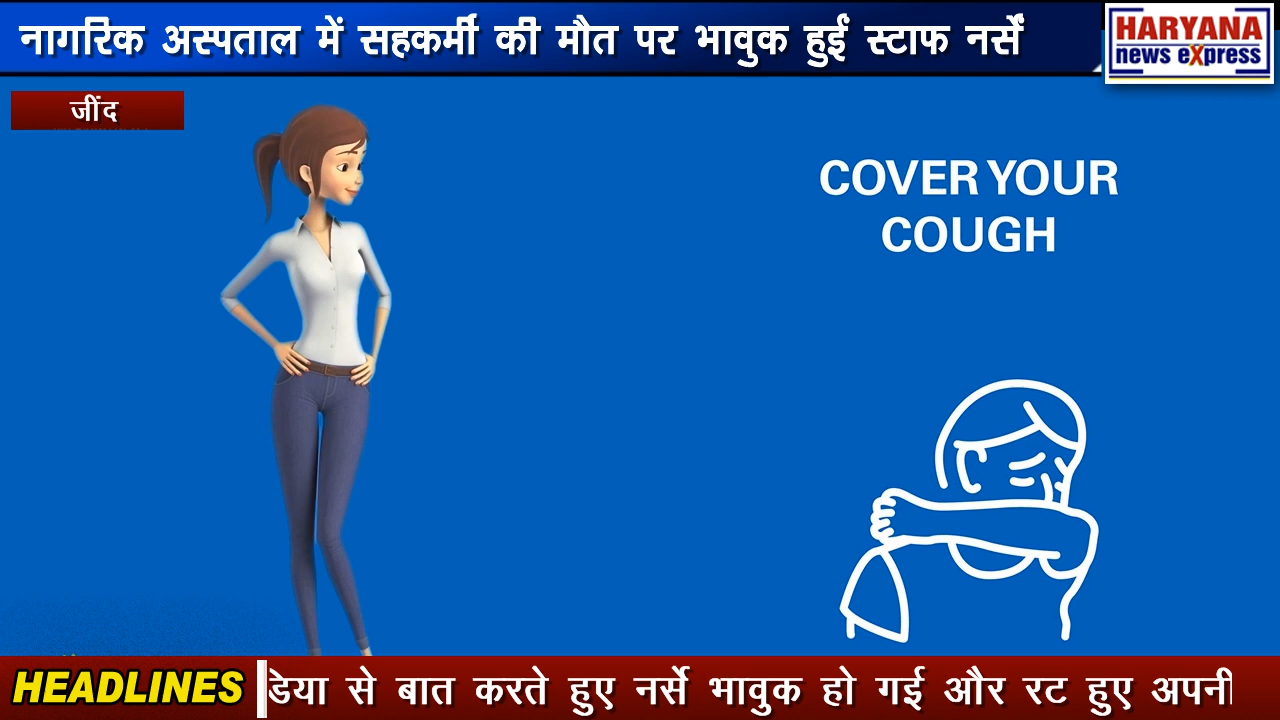 नागरिक अस्पताल में सहकर्मी की मौत पर भावुक हुईं स्टाफ नर्सें
HARYANA
news eXpress
जींद
COVER YOUR
COUGH
HEADLINES
डिया से बात करते हुए नर्से भावुक हो गई और रट हुए अपनी